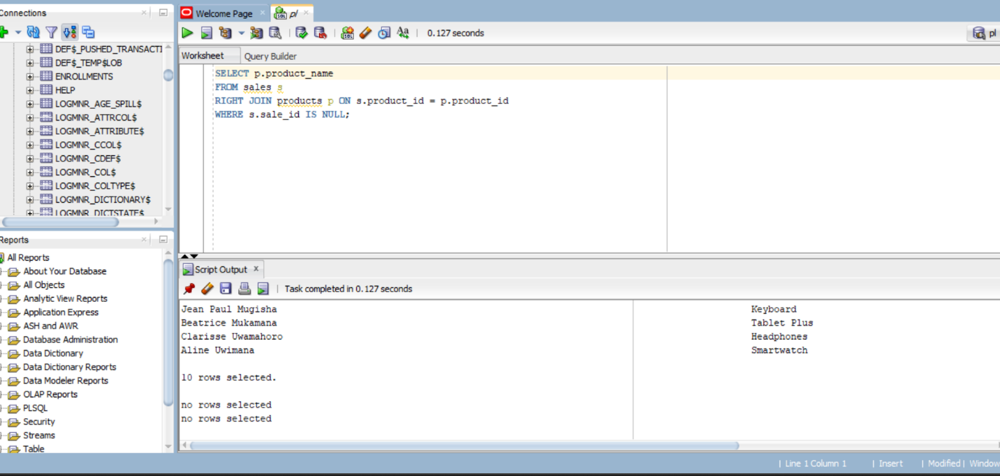 Connections
DEF$_PUSHED_TRANSACTI
DEF$_TEMP$LOB
ENROLLMENTS
HELP
LOGMNR_AGE_SPILL$
LOGMNR_ATTRCOL$
LOGMNR_ATTRIBUTE$
LOGMNR_CCOL$
LOGMNR_CDEF$
LOGMNR_COL$
LOGMNR_COLTYPE$
LOGMNR_DICTIONARY$
LOGMNR_DICTSTATE$
Reports
All Reports
About Your Database
All Objects
Analytic View Reports
Application Express
ASH and AWR
Database Administration
Data Dictionary
Data Dictionary Reports
Data Modeler Reports
OLAP Reports
PLSQL
Security
Streams
Table
Welcome Page
pl
0.127 seconds
pl
Worksheet Query Builder
SELECT p.product_name
FROM sales s
RIGHT JOIN products p ON s.product_id = p.product_id
WHERE s.sale_id IS NULL;
Script Output
Task completed in 0.127 seconds
Jean Paul Mugisha Keyboard
Beatrice Mukamana Tablet Plus
Clarisse Uwamahoro Headphones
Aline Uwimana Smartwatch
10 rows selected.
no rows selected
no rows selected
| Line 1 Column 1 | Insert | Modified | Window